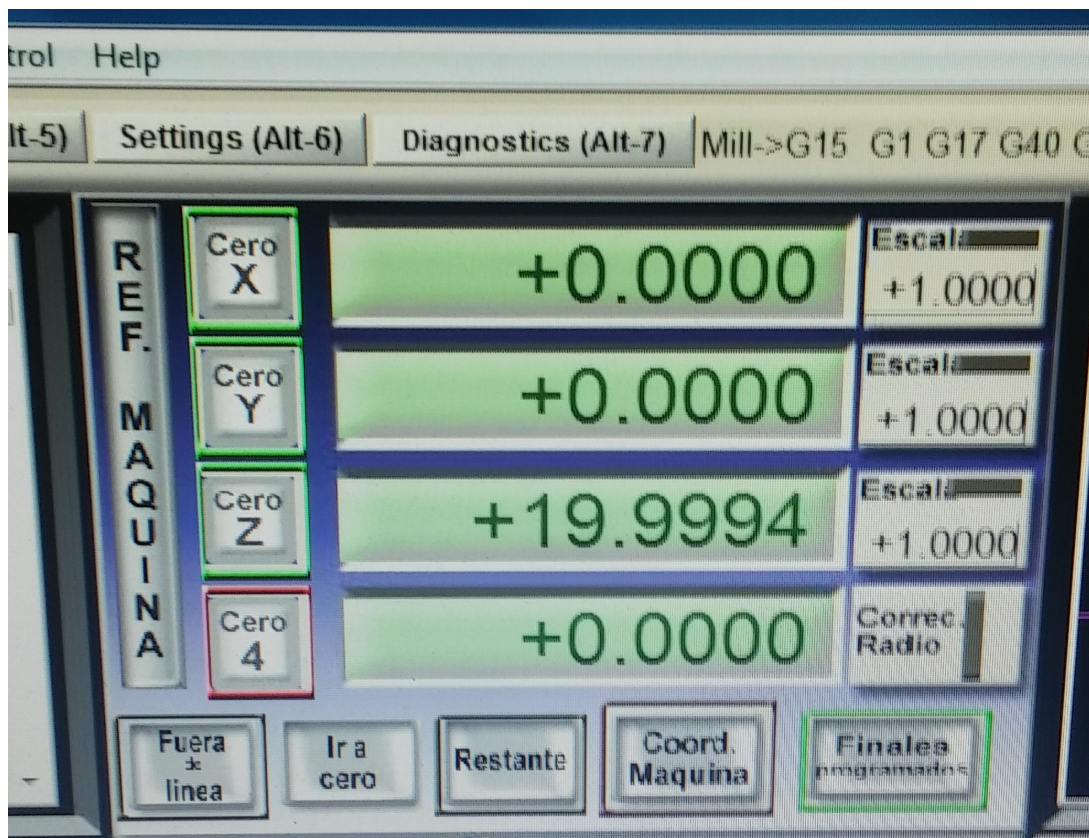 trol Help
lt-5) Settings (Alt-6) Diagnostics (Alt-7) Mill->G15 G1 G17 G40 G
REF. MAQUINA
Cero X +0.0000 Escala +1.0000
Cero Y +0.0000 Escala +1.0000
Cero Z +19.9994 Escala +1.0000
Cero 4 +0.0000 Correc. Radio
Fuera de linea
Ir a cero
Restante
Coord. Maquina
Finales programados